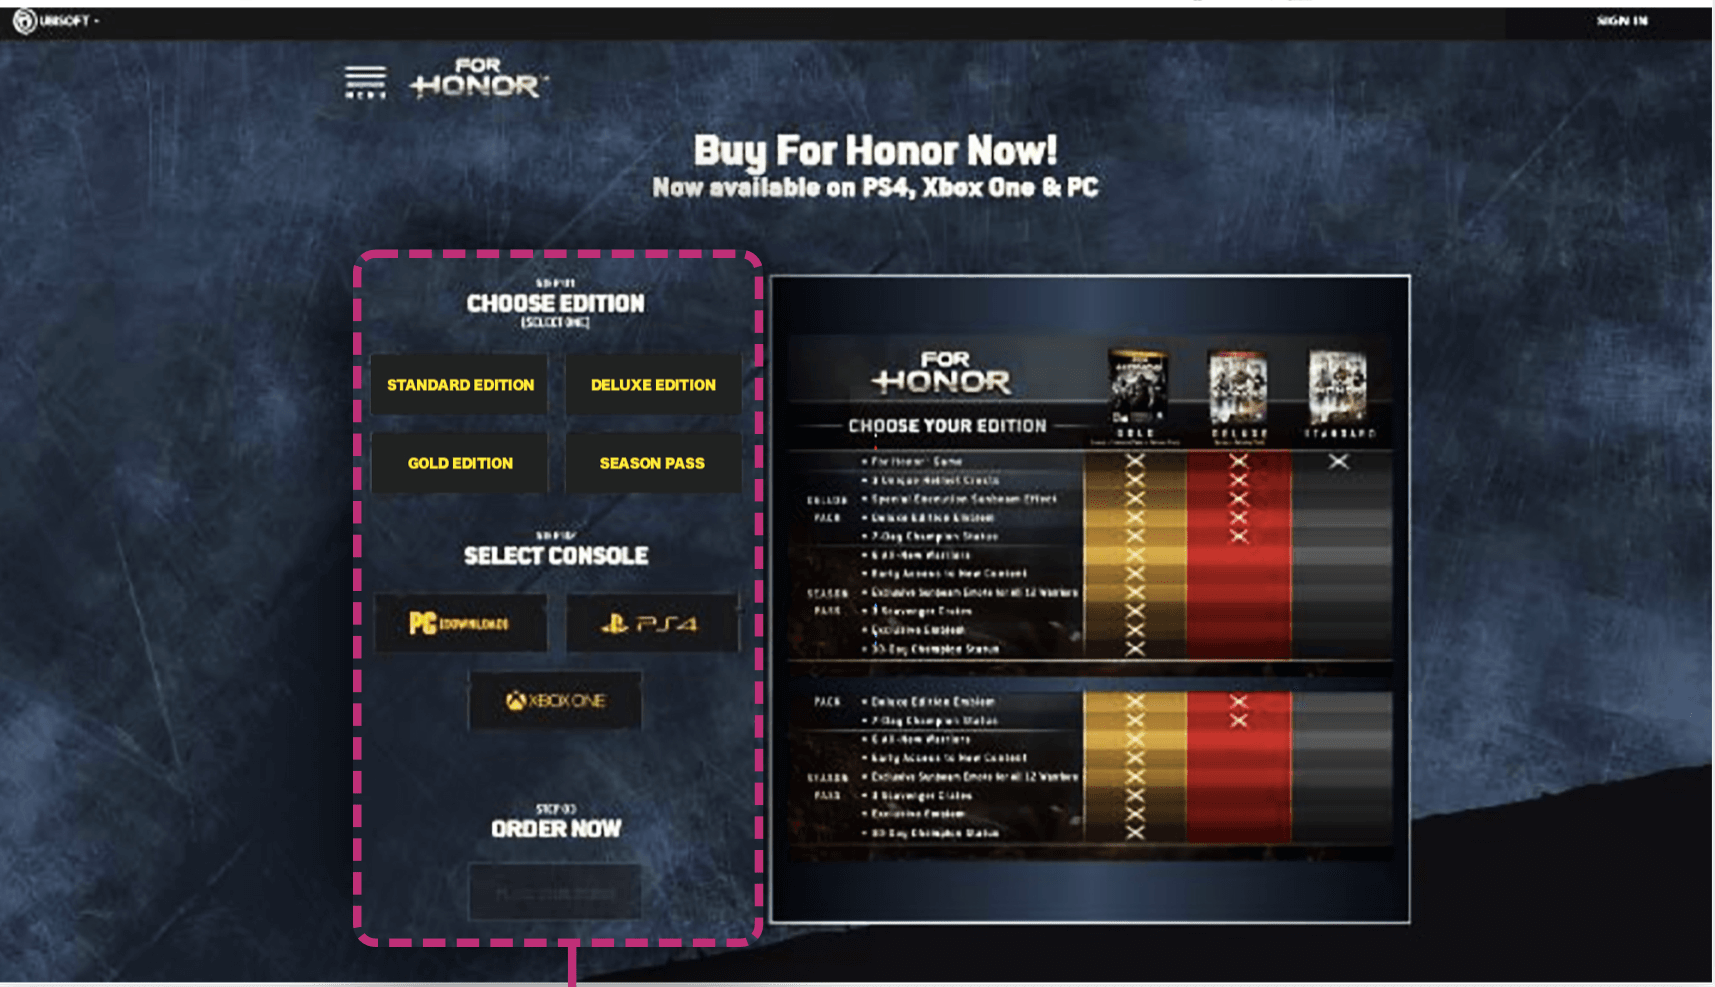 UBISOFT
SIGN IN
MENU
FOR
HONOR
Buy For Honor Now!
Now available on PS4, Xbox One & PC
STEP 01
CHOOSE EDITION
[SELECT ONE]
STANDARD EDITION
DELUXE EDITION
GOLD EDITION
SEASON PASS
STEP 02
SELECT CONSOLE
PC [DOWNLOAD]
PS4
XBOX ONE
STEP 03
ORDER NOW
FOR
HONOR
CHOOSE YOUR EDITION
GOLD
DELUXE
STANDARD
• For Honor Game
• 3 Unique Helmet Crests
DELUXE • Special Execution Sunbeam Effect
PACK • Deluxe Edition Emblem
• 7-Day Champion Status
• 6 All-New Warriors
• Early Access to New Content
SEASON • Exclusive Sunbeam Emote for all 12 Warriors
PASS • 3 Scavenger Crates
• Exclusive Emblem
• 30-Day Champion Status
PACK • Deluxe Edition Emblem
• 7-Day Champion Status
• 6 All-New Warriors
• Early Access to New Content
SEASON • Exclusive Sunbeam Emote for all 12 Warriors
PASS • 3 Scavenger Crates
• Exclusive Emblem
• 30-Day Champion Status